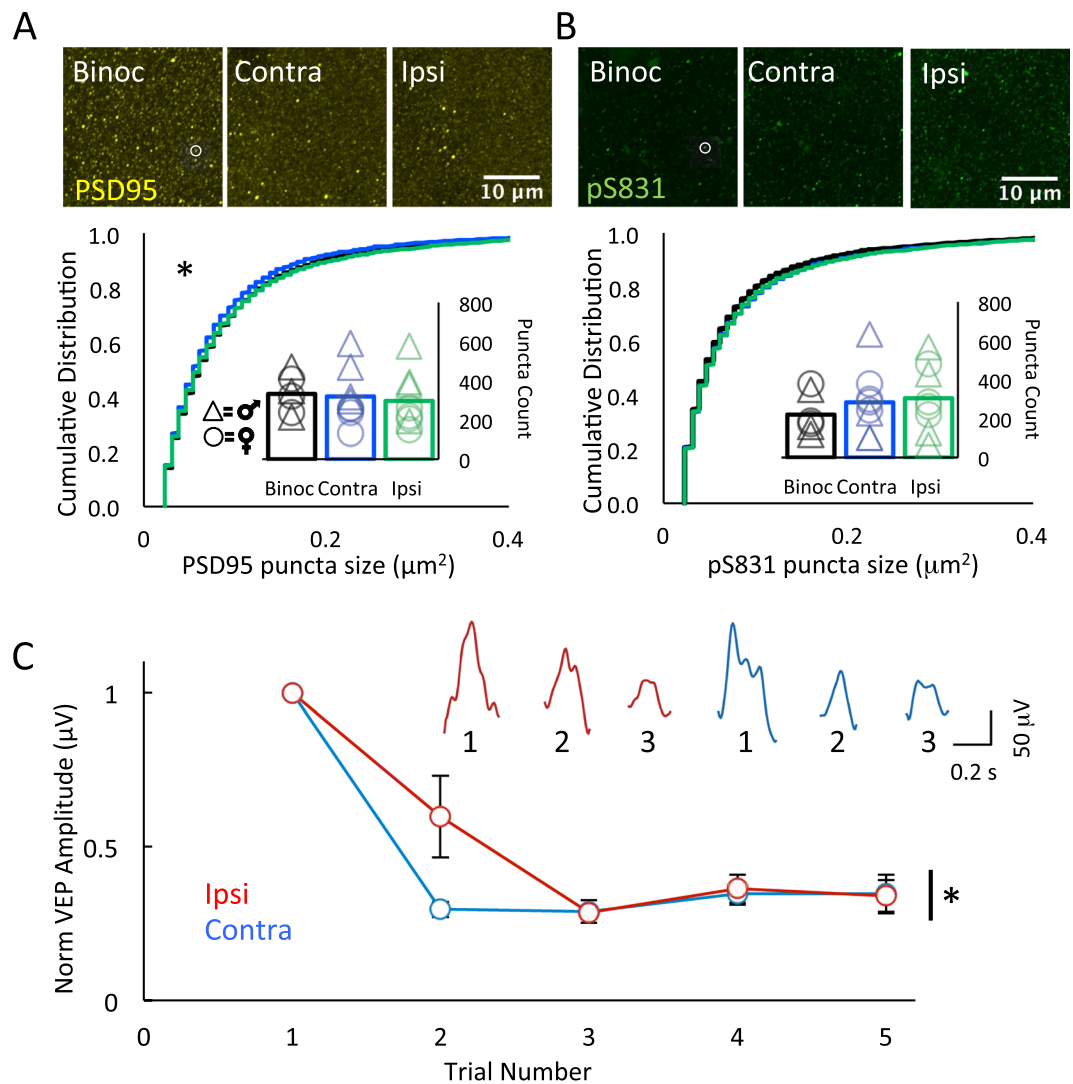 A
Binoc Contra Ipsi
PSD95 10 μm
1.0
0.8
0.6
0.4
0.2
0.0
Cumulative Distribution
△=♂
○=♀
800
600
400
200
0
Puncta Count
Binoc Contra Ipsi
0 0.2 0.4
PSD95 puncta size (μm²)
B
Binoc Contra Ipsi
pS831 10 μm
1.0
0.8
0.6
0.4
0.2
0.0
Cumulative Distribution
*
800
600
400
200
0
Puncta Count
Binoc Contra Ipsi
0 0.2 0.4
pS831 puncta size (μm²)
C
1
0.5
0
Norm VEP Amplitude (μV)
1 2 3 1 2 3
50 μV
0.2 s
Ipsi
Contra
*
0 1 2 3 4 5
Trial Number